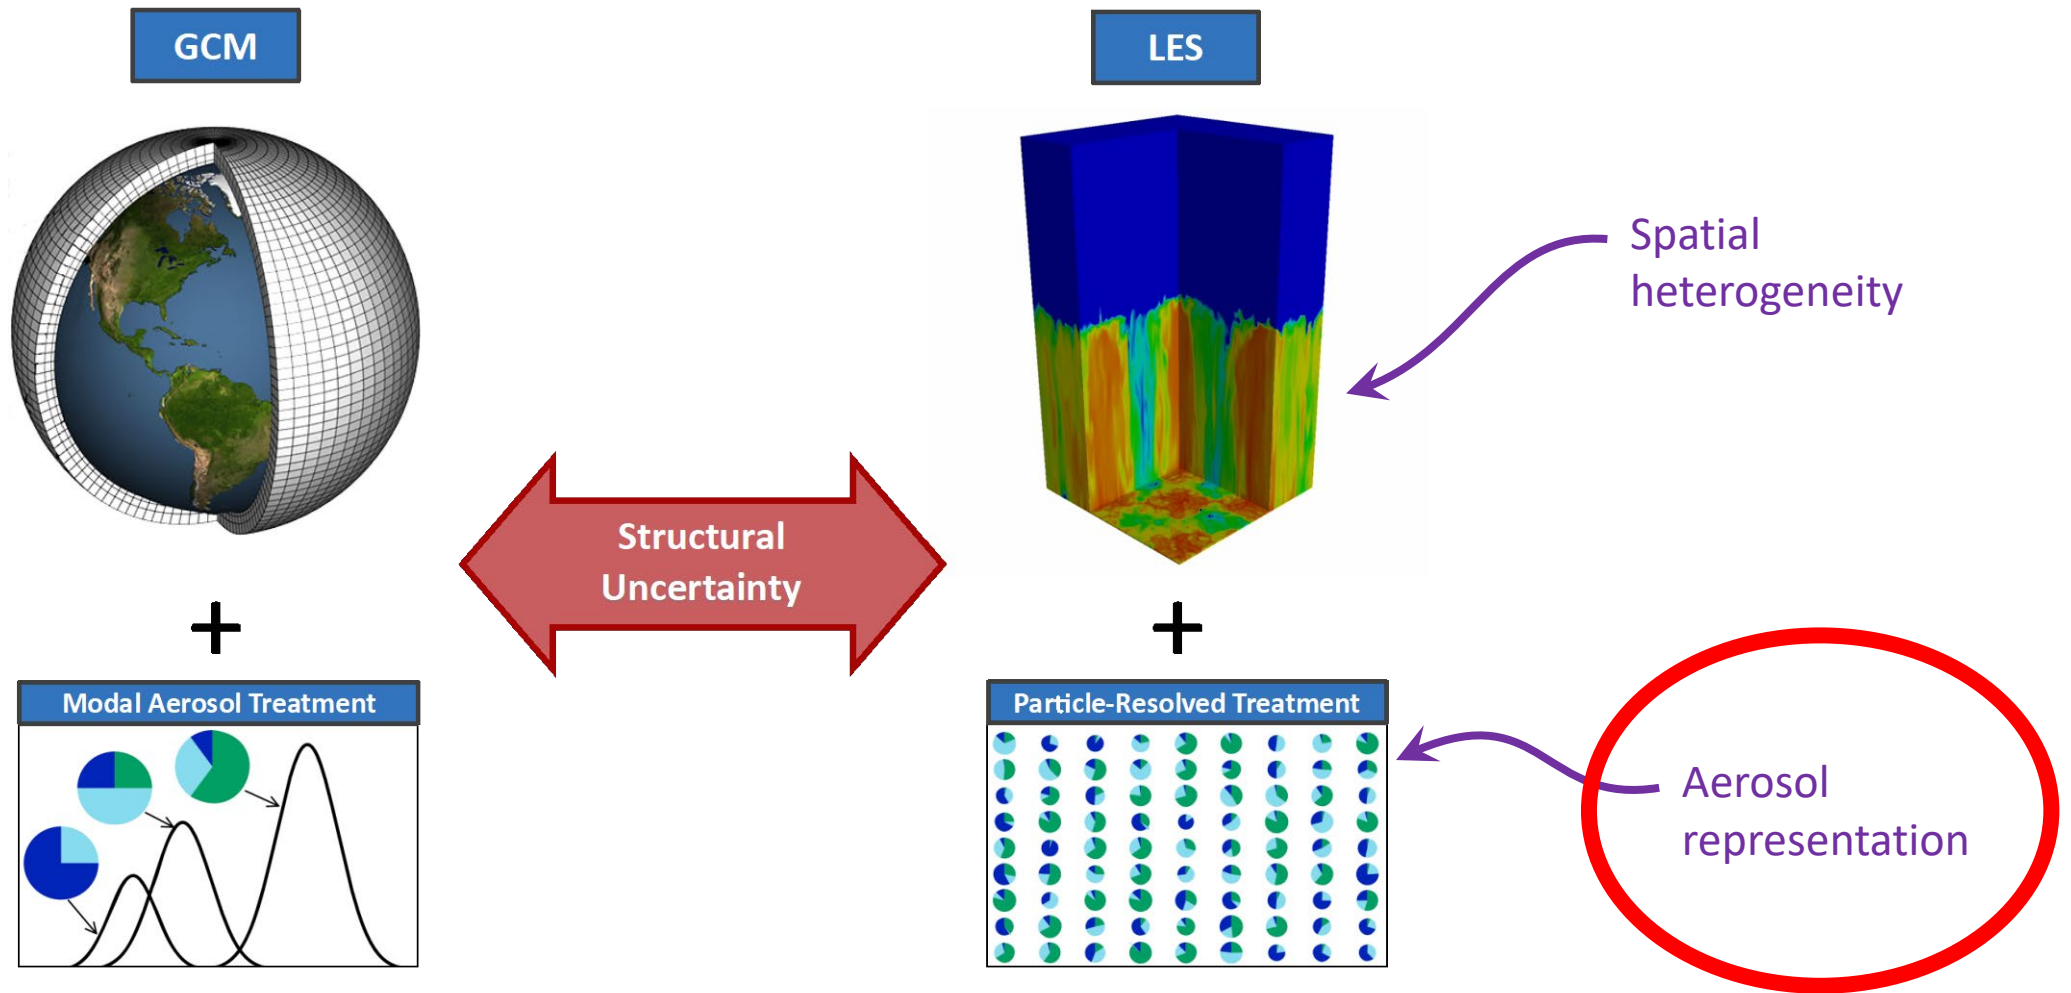 GCM
LES
Spatial
heterogeneity
Structural
Uncertainty
Modal Aerosol Treatment
Particle-Resolved Treatment
Aerosol
representation